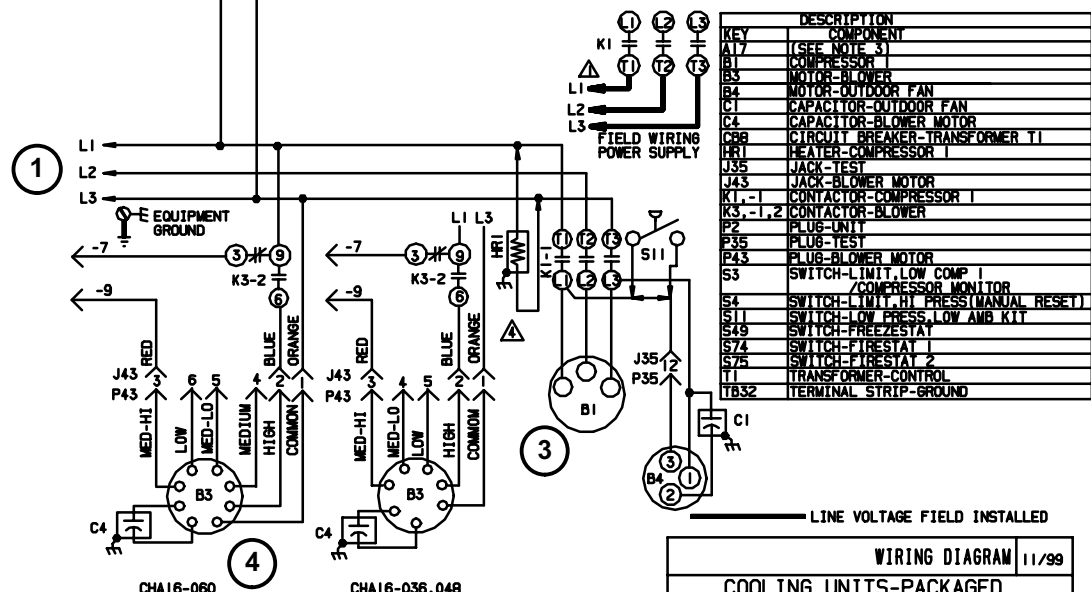 L1 L2 L3
K1
T1 T2 T3
1
L1
L2
L3
FIELD WIRING
POWER SUPPLY
DESCRIPTION
KEY COMPONENT
A17 (SEE NOTE 3)
B1 COMPRESSOR 1
B3 MOTOR-BLOWER
B4 MOTOR-OUTDOOR FAN
C1 CAPACITOR-OUTDOOR FAN
C4 CAPACITOR-BLOWER MOTOR
CB8 CIRCUIT BREAKER-TRANSFORMER T1
HR1 HEATER-COMPRESSOR 1
J35 JACK-TEST
J43 JACK-BLOWER MOTOR
K1,-1 CONTACTOR-COMPRESSOR 1
K3,-1,2 CONTACTOR-BLOWER
P2 PLUG-UNIT
P35 PLUG-TEST
P43 PLUG-BLOWER MOTOR
S3 SWITCH-LIMIT,LOW COMP 1
/COMPRESSOR MONITOR
S4 SWITCH-LIMIT,HI PRESS(MANUAL RESET)
S11 SWITCH-LOW PRESS,LOW AMB KIT
S49 SWITCH-FREEZESTAT
S74 SWITCH-FIRESTAT 1
S75 SWITCH-FIRESTAT 2
T1 TRANSFORMER-CONTROL
TB32 TERMINAL STRIP-GROUND
1
L1
L2
L3
EQUIPMENT
GROUND
-7
3 9
K3-2
6
-9
RED
BLUE
ORANGE
J43
P43
3 6 5 4 2 1
MED-HI
LOW
MED-LO
MEDIUM
HIGH
COMMON
B3
C4
4
CHA16-060
L1 L3
-7
3 9
K3-2
6
-9
RED
BLUE
ORANGE
J43
P43
3 4 5 2 1
MED-HI
MED-LO
LOW
HIGH
COMMOM
B3
C4
CHA16-036,048
HR1
4
K1-1
T1 T2 T3
L1 L2 L3
S11
B1
3
J35
P35
12
C1
B4
3
1
2
LINE VOLTAGE FIELD INSTALLED
WIRING DIAGRAM 11/99
COOLING UNITS-PACKAGED